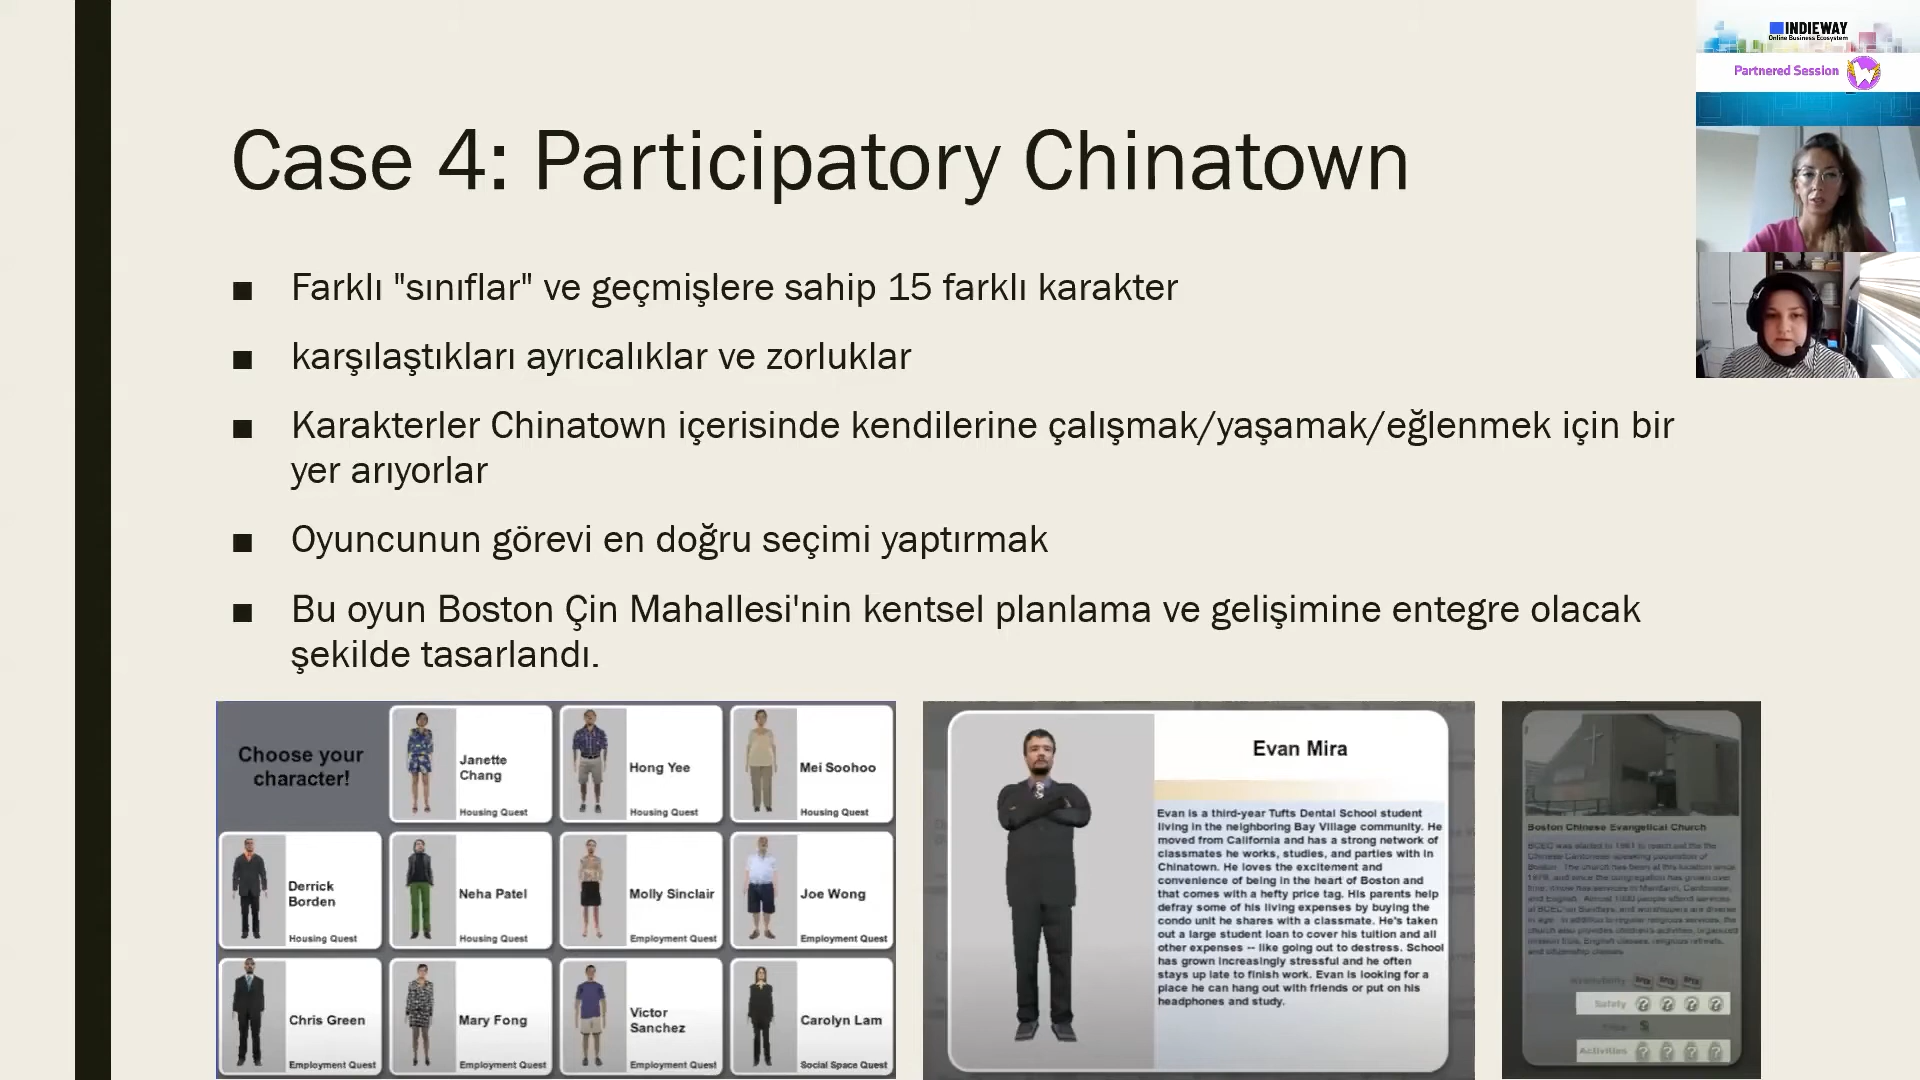 INDIEWAY
Online Business Ecosystem
Partnered Session
Case 4: Participatory Chinatown
■ Farklı "sınıflar" ve geçmişlere sahip 15 farklı karakter
■ karşılaştıkları ayrıcalıklar ve zorluklar
■ Karakterler Chinatown içerisinde kendilerine çalışmak/yaşamak/eğlenmek için bir
yer arıyorlar
■ Oyuncunun görevi en doğru seçimi yaptırmak
■ Bu oyun Boston Çin Mahallesi'nin kentsel planlama ve gelişimine entegre olacak
şekilde tasarlandı.
Choose your
character!
Janette
Chang
Housing Quest
Hong Yee
Housing Quest
Mei Soohoo
Housing Quest
Derrick
Borden
Housing Quest
Neha Patel
Housing Quest
Molly Sinclair
Employment Quest
Joe Wong
Employment Quest
Chris Green
Employment Quest
Mary Fong
Employment Quest
Victor
Sanchez
Employment Quest
Carolyn Lam
Social Space Quest
Evan Mira
Evan is a third-year Tufts Dental School student
living in the neighboring Bay Village community. He
moved from California and has a strong network of
classmates he works, studies, and parties with in
Chinatown. He loves the excitement and
convenience of being in the heart of Boston and
that comes with a hefty price tag. His parents help
defray some of his living expenses by buying the
condo unit he shares with a classmate. He's taken
out a large student loan to cover his tuition and all
other expenses -- like going out to destress. School
has grown increasingly stressful and he often
stays up late to finish work. Evan is looking for a
place he can hang out with friends or put on his
headphones and study.
Boston Chinese Evangelical Church
Safety
Activities